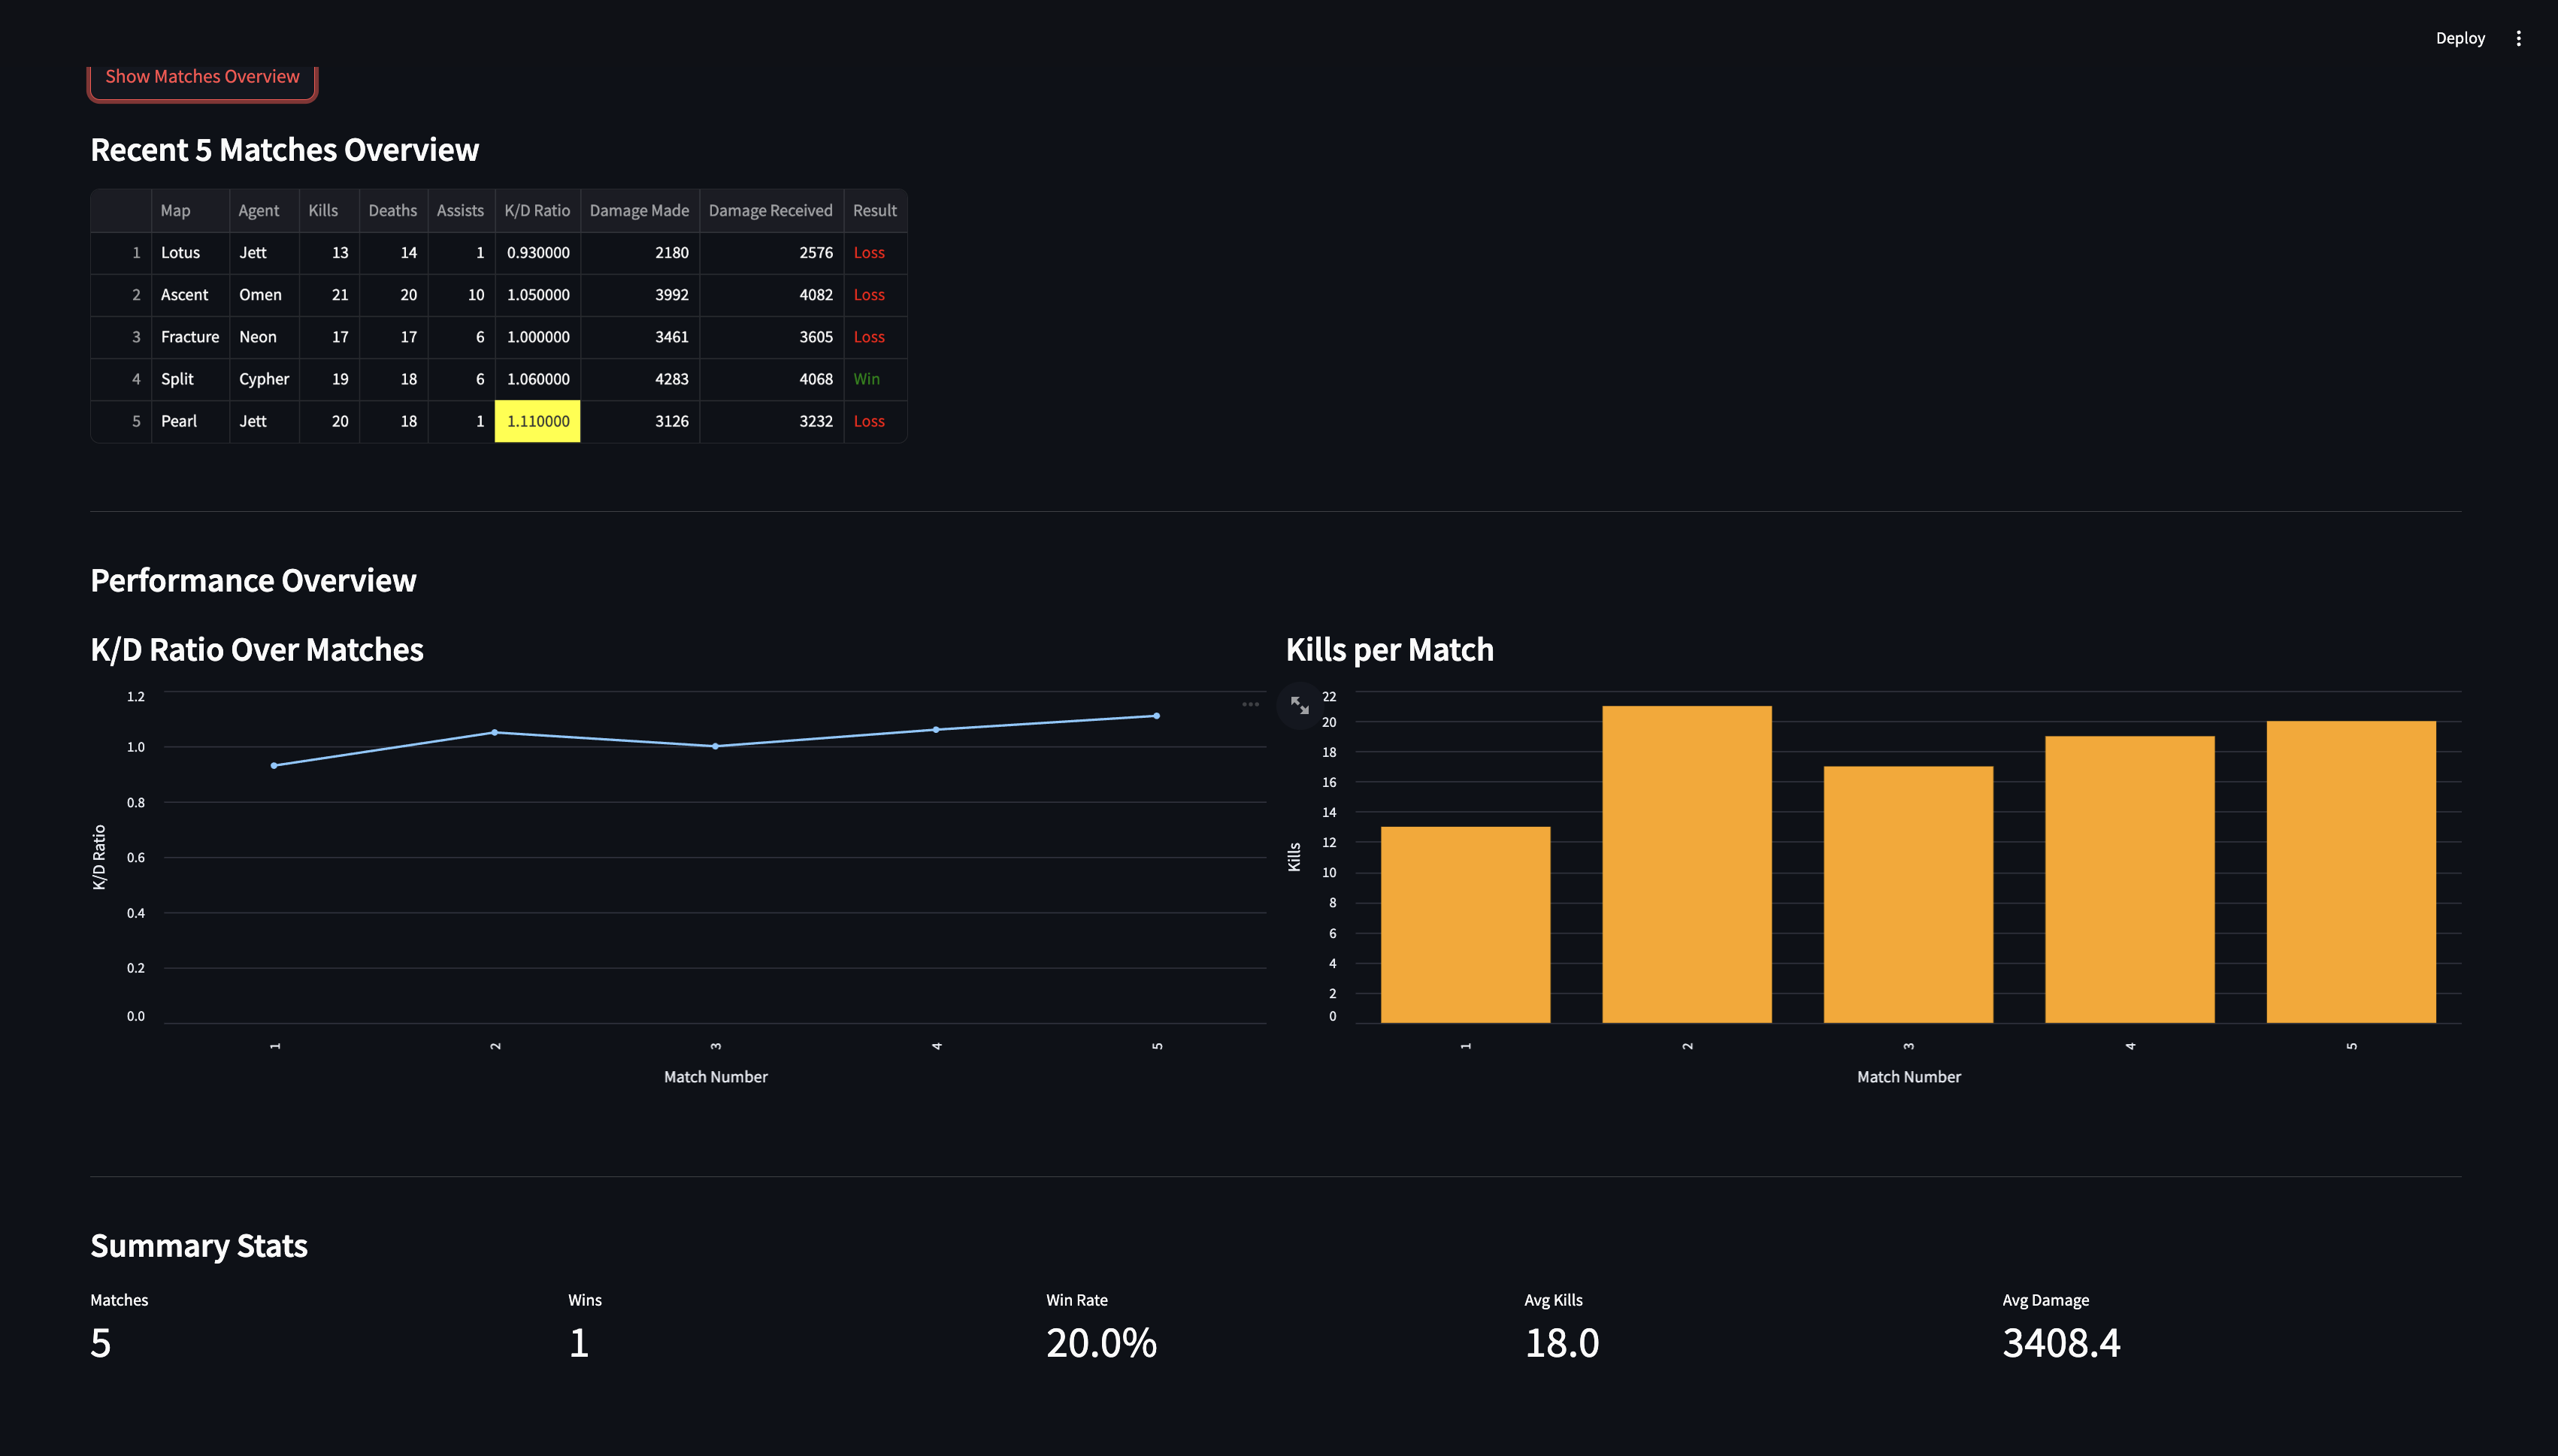 Deploy
Show Matches Overview
Recent 5 Matches Overview
Map Agent Kills Deaths Assists K/D Ratio Damage Made Damage Received Result
1 Lotus Jett 13 14 1 0.930000 2180 2576 Loss
2 Ascent Omen 21 20 10 1.050000 3992 4082 Loss
3 Fracture Neon 17 17 6 1.000000 3461 3605 Loss
4 Split Cypher 19 18 6 1.060000 4283 4068 Win
5 Pearl Jett 20 18 1 1.110000 3126 3232 Loss
Performance Overview
K/D Ratio Over Matches
1.2
1.0
0.8
0.6
0.4
0.2
0.0
K/D Ratio
1 2 3 4 5
Match Number
Kills per Match
22
20
18
16
14
12
10
8
6
4
2
0
Kills
1 2 3 4 5
Match Number
Summary Stats
Matches Wins Win Rate Avg Kills Avg Damage
5 1 20.0% 18.0 3408.4